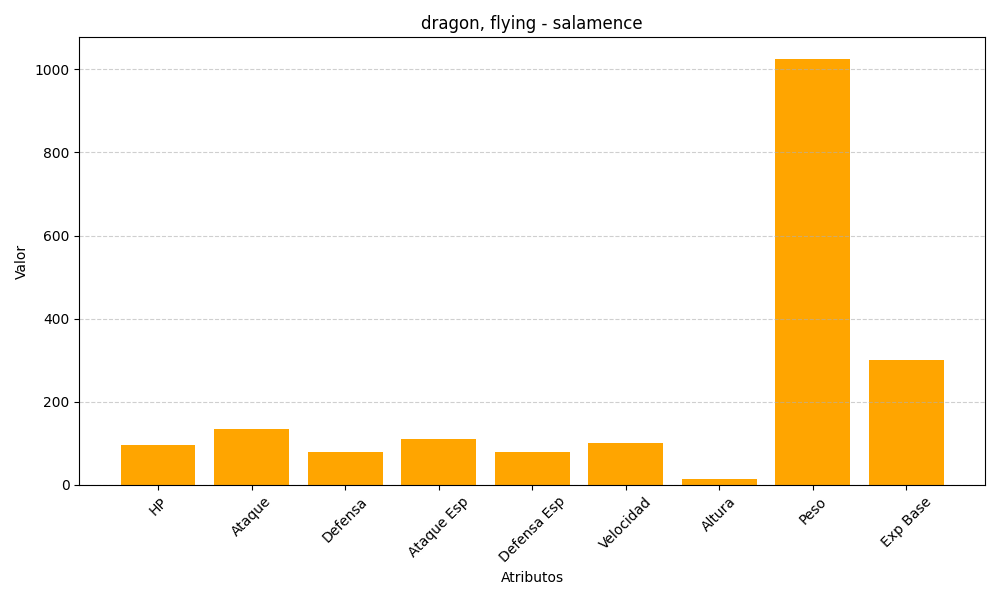 dragon, flying - salamence
1000
800
600
400
200
0
Valor
HP
Ataque
Defensa
Ataque Esp
Defensa Esp
Velocidad
Altura
Peso
Exp Base
Atributos